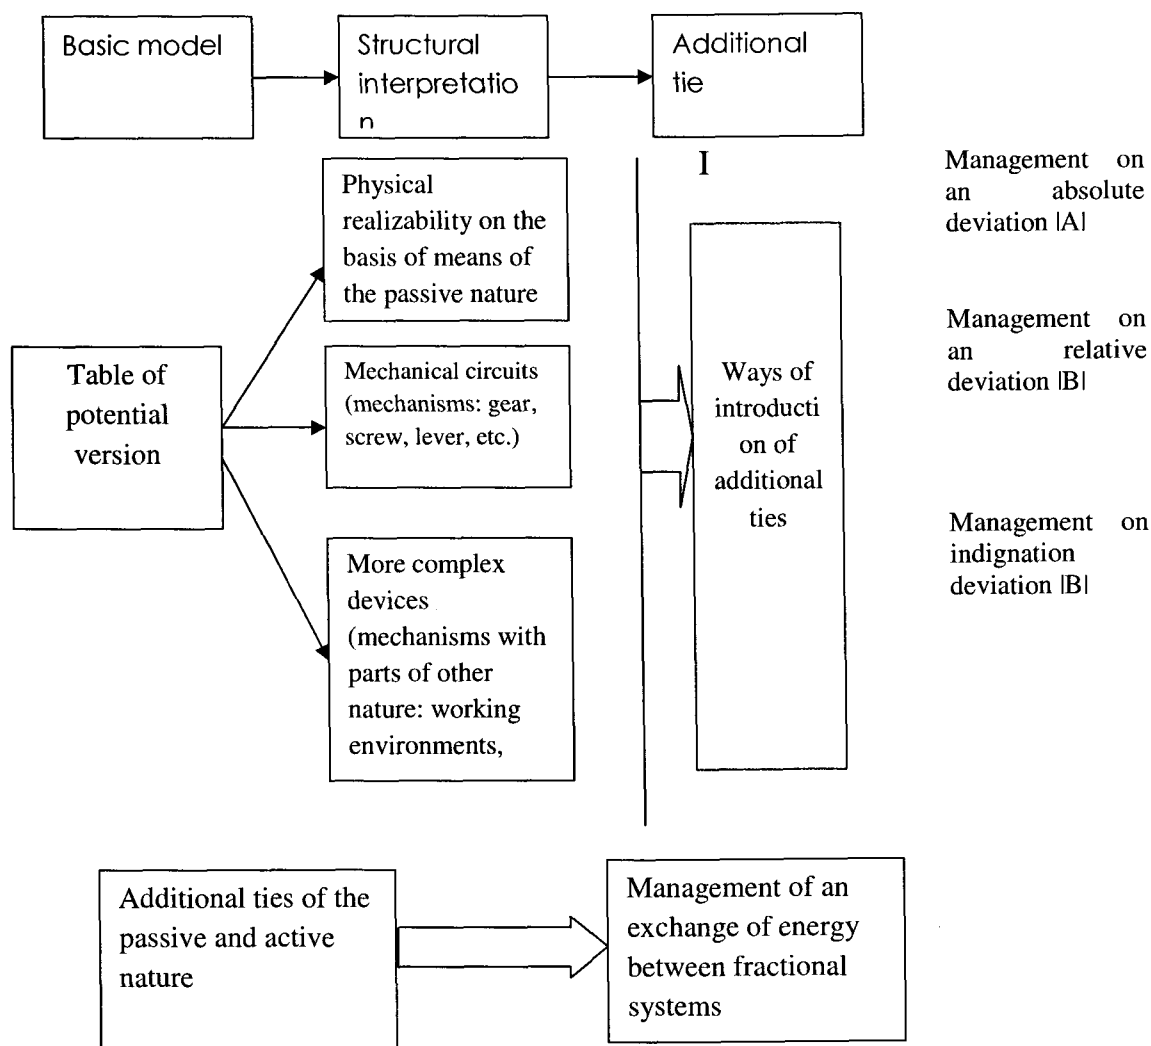 Basic model
Structural
interpretatio
n
Additional
tie
I
Physical
realizability on the
basis of means of
the passive nature
Management on
an absolute
deviation |A|
Management on
an relative
deviation |B|
Table of
potential
version
Mechanical circuits
(mechanisms: gear,
screw, lever, etc.)
Ways of
introducti
on of
additional
ties
Management on
indignation
deviation |B|
More complex
devices
(mechanisms with
parts of other
nature: working
environments,
Additional ties of the
passive and active
nature
Management of an
exchange of energy
between fractional
systems